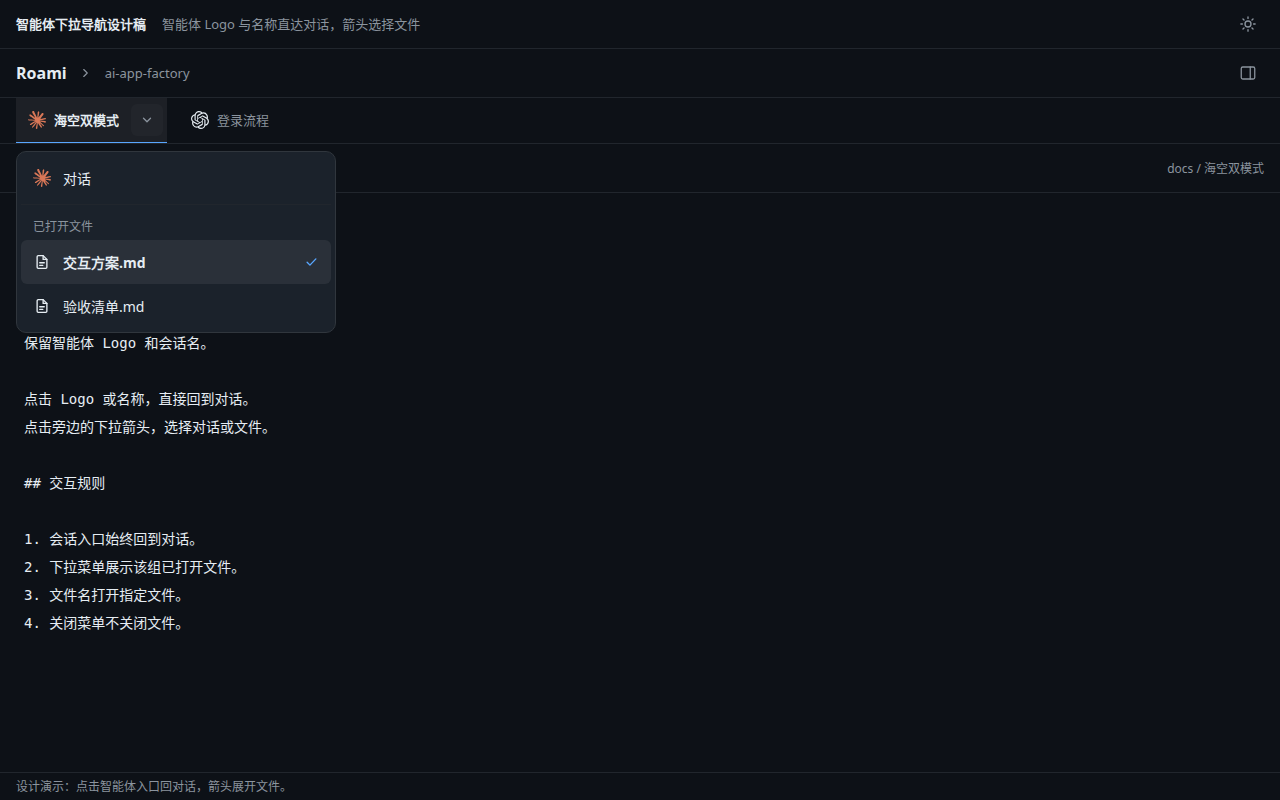 智能体下拉导航设计稿 智能体 Logo 与名称直达对话，箭头选择文件
Roami ai-app-factory
海空双模式 登录流程
docs / 海空双模式
对话
已打开文件
交互方案.md
验收清单.md
保留智能体 Logo 和会话名。
点击 Logo 或名称，直接回到对话。
点击旁边的下拉箭头，选择对话或文件。
## 交互规则
1. 会话入口始终回到对话。
2. 下拉菜单展示该组已打开文件。
3. 文件名打开指定文件。
4. 关闭菜单不关闭文件。
设计演示：点击智能体入口回对话，箭头展开文件。